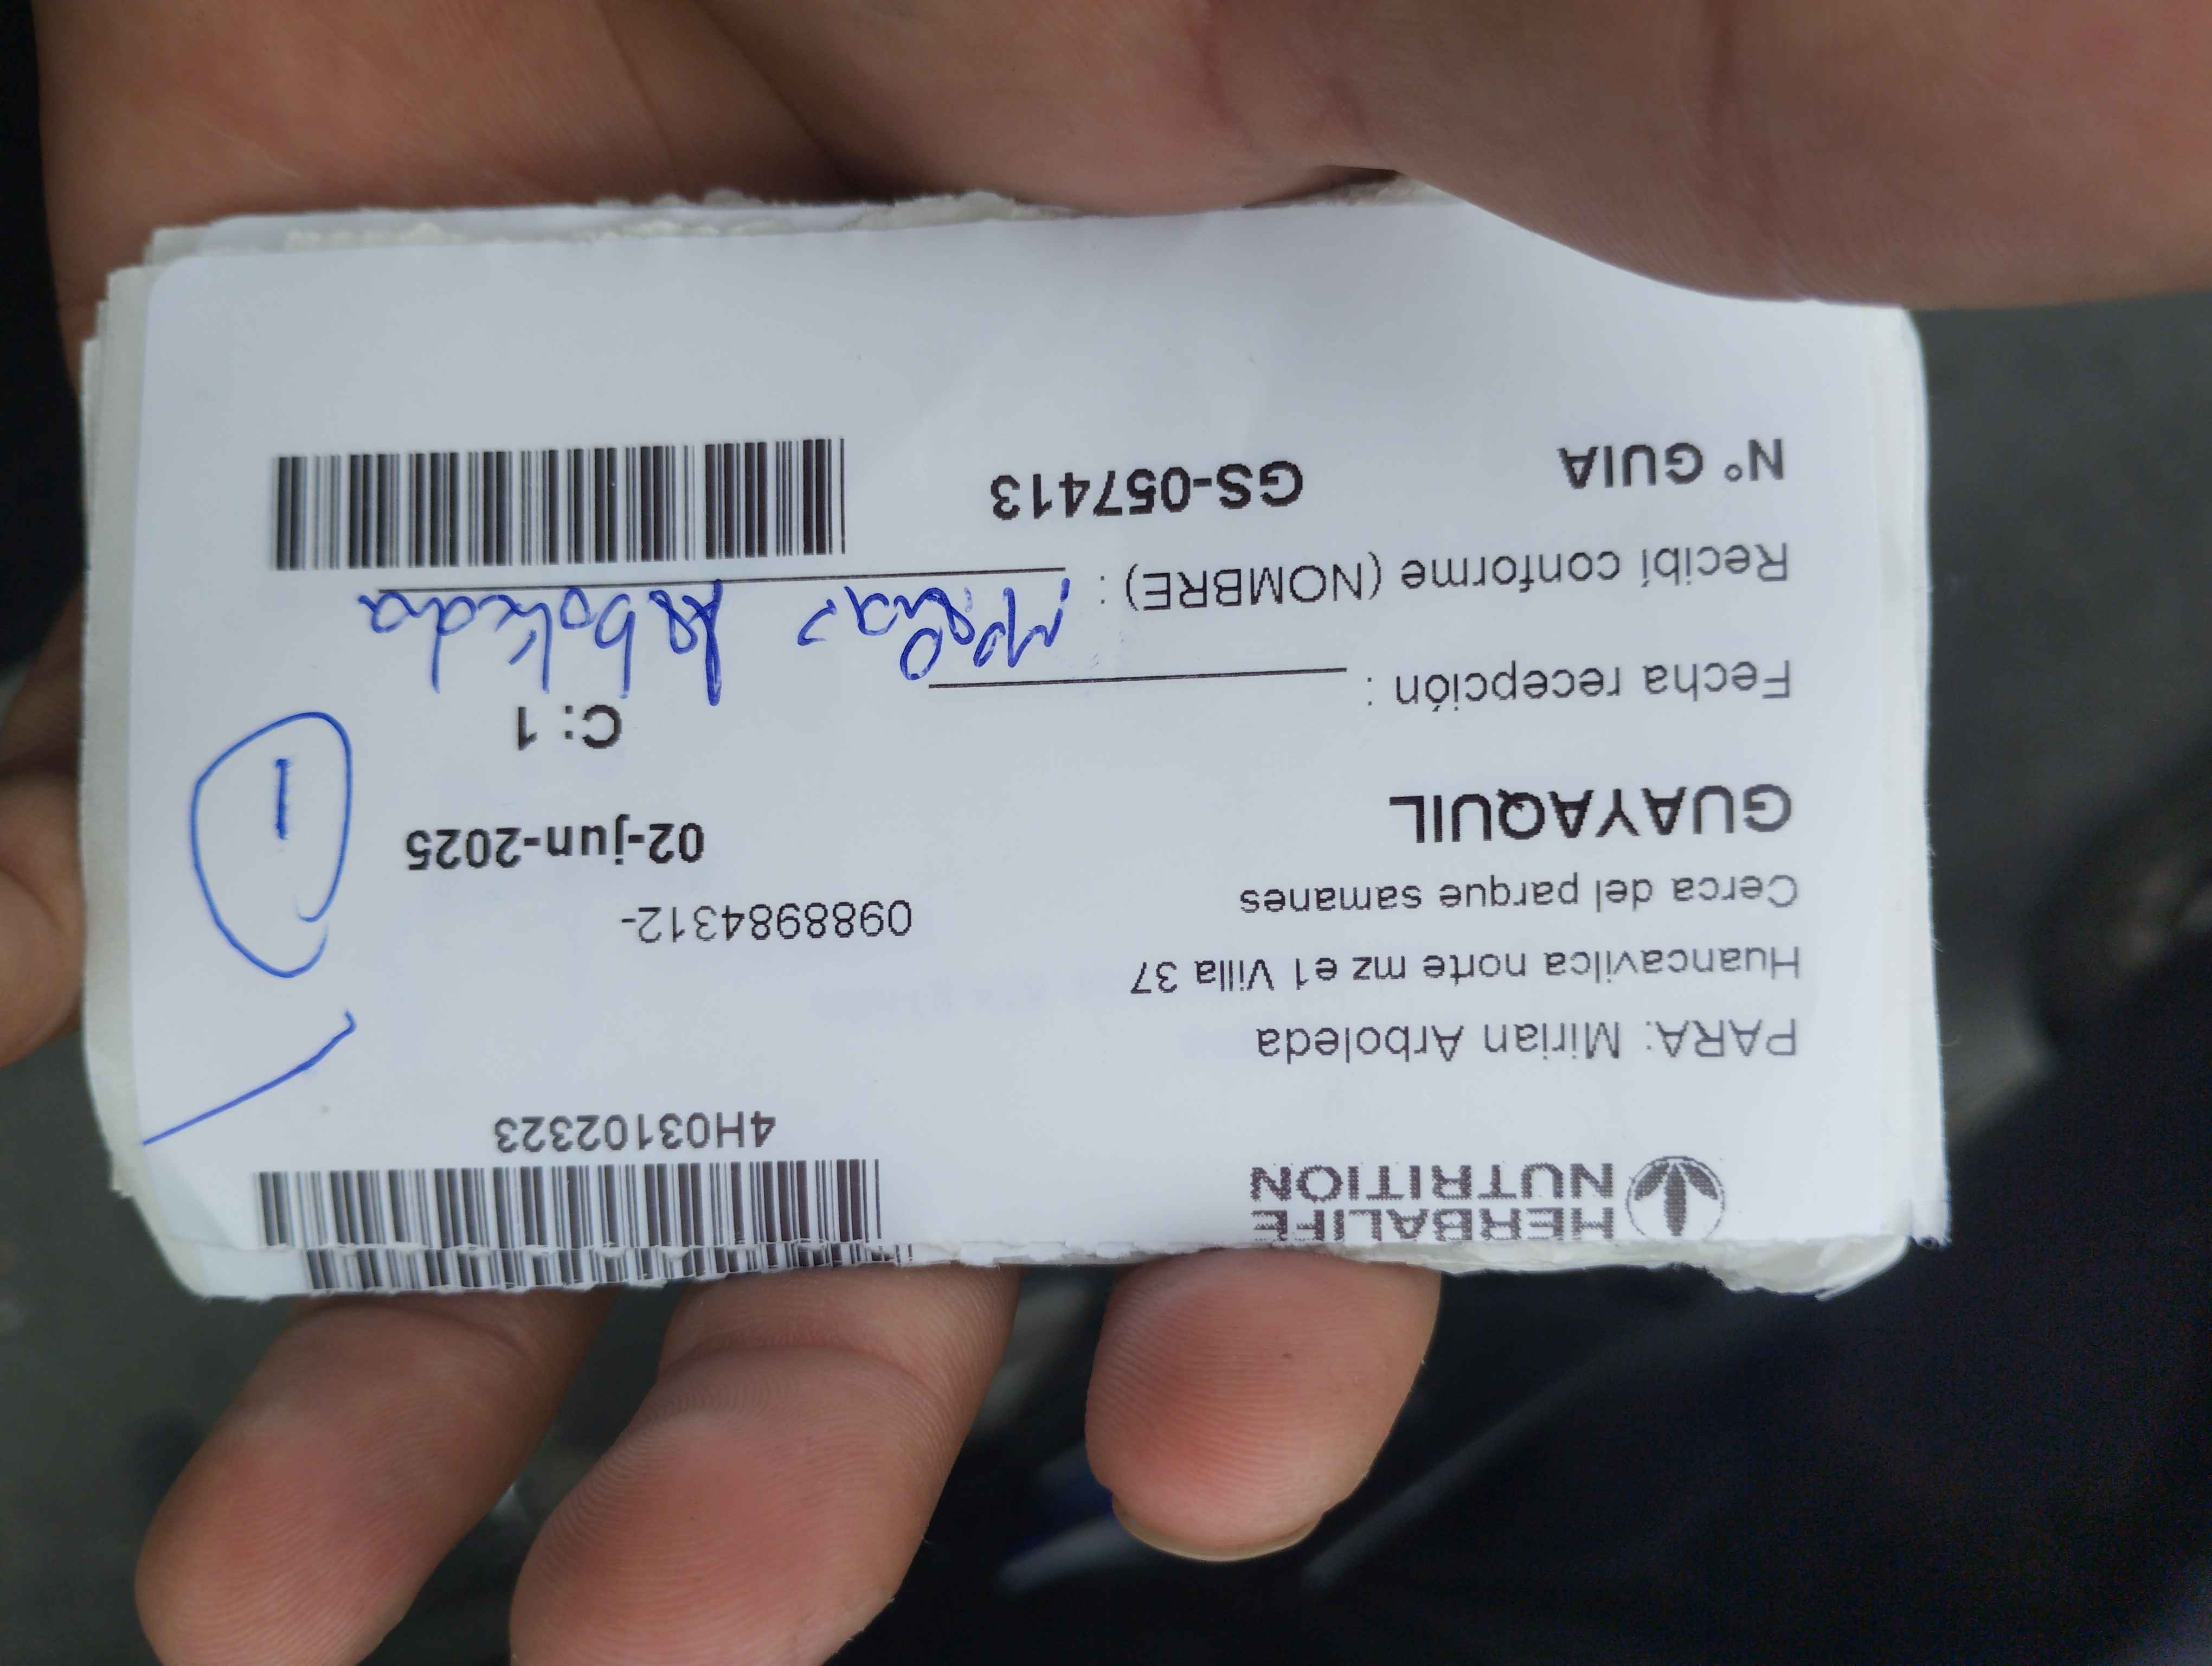 HERBALIFE
NUTRITION
4H03102323
PARA: Mirian Arboleda
Huancavilca norte mz e1 Villa 37
Cerca del parque samanes
0988984312-
GUAYAQUIL
02-jun-2025
1
C: 1
Fecha recepción :
Recibí conforme (NOMBRE) : Arboleda
N° GUIA GS-057413